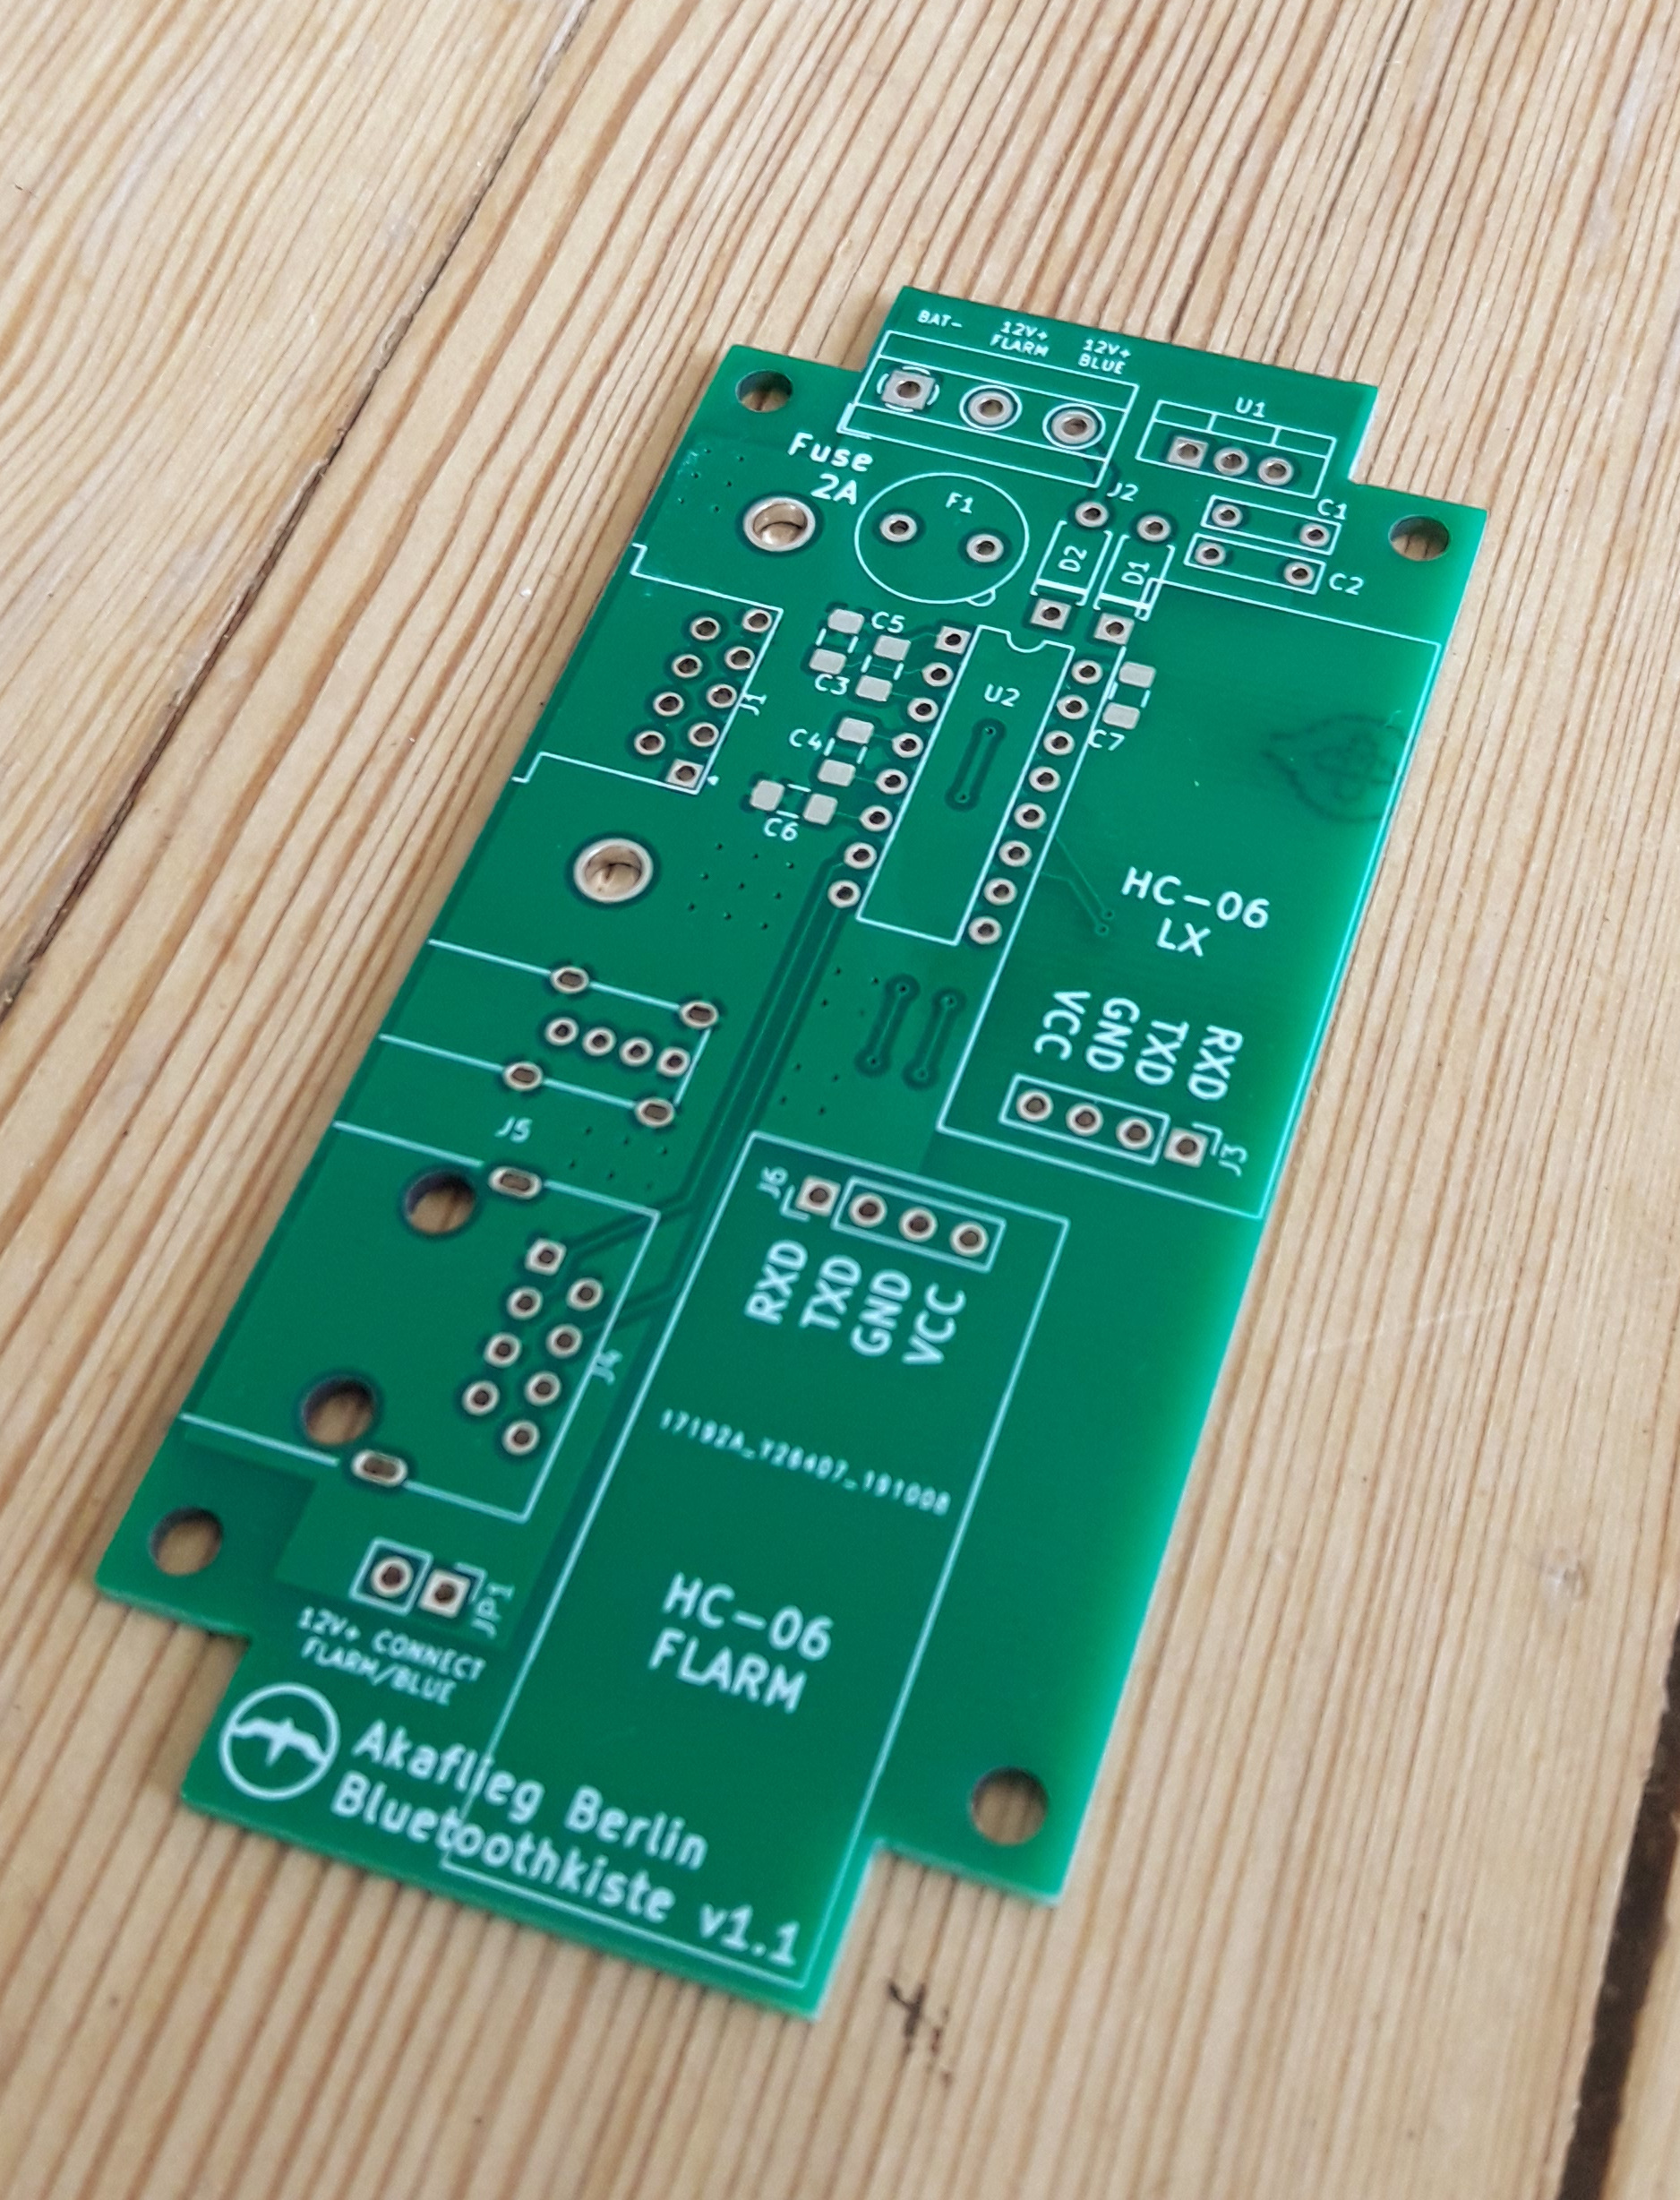 BAT-
12V+
FLARM
12V+
BLUE
U1
Fuse
2A
F1
J2
C1
D2
D1
C2
C5
C3
J1
U2
C4
C7
C6
HC-06
LX
VCC
GND
TXD
RXD
J3
J5
J6
RXD
TXD
GND
VCC
J4
17192A_Y26407_191008
JP1
12V+ CONNECT
FLARM/BLUE
HC-06
FLARM
Akaflieg Berlin
Bluetoothkiste v1.1